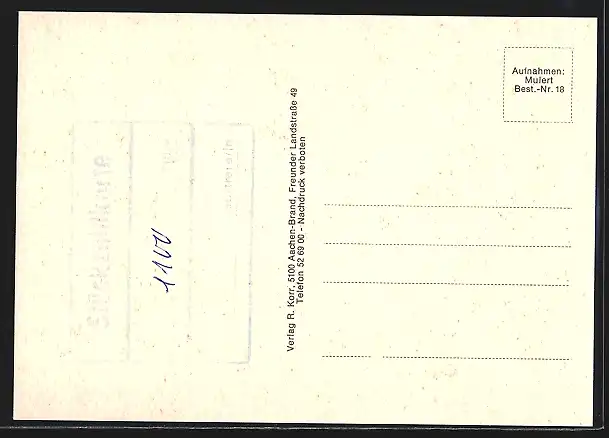 Aufnahmen:
Mulert
Best.-Nr. 18
Verlag R. Korr, 5100 Aachen-Brand, Freunder Landstraße 49
Telefon 52 69 00 - Nachdruck verboten
1100